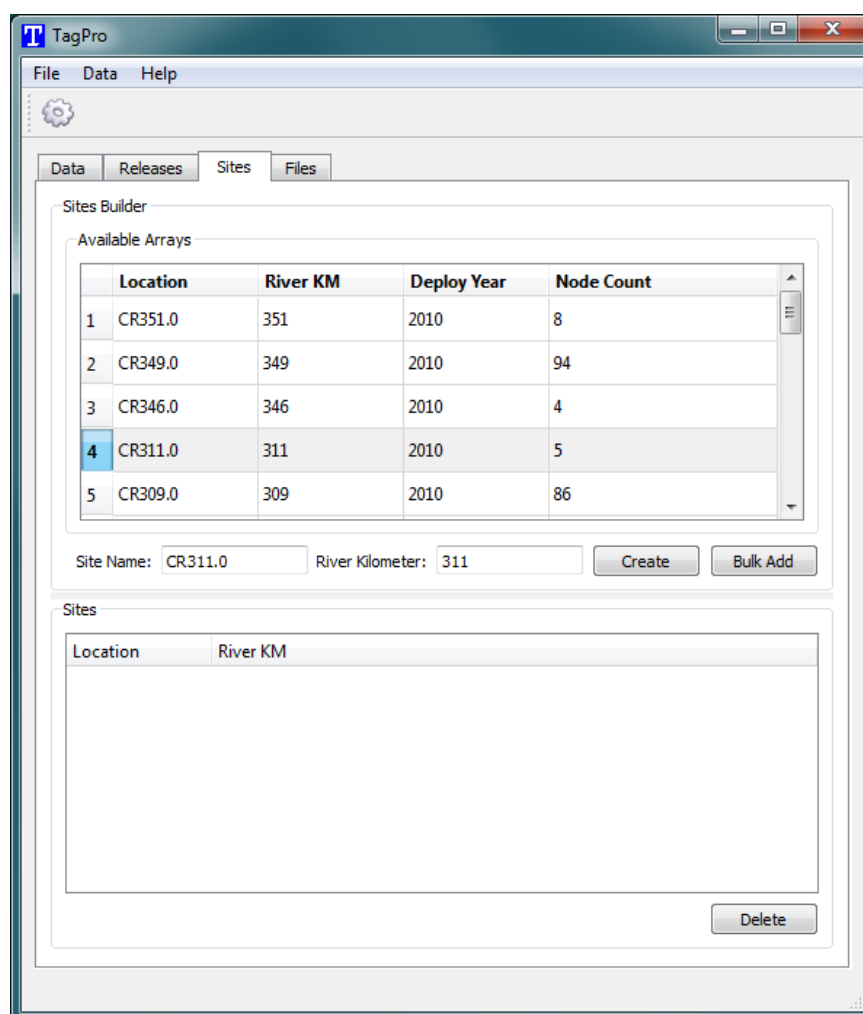 T TagPro
File Data Help
Data Releases Sites Files
Sites Builder
Available Arrays
Location River KM Deploy Year Node Count
1 CR351.0 351 2010 8
2 CR349.0 349 2010 94
3 CR346.0 346 2010 4
4 CR311.0 311 2010 5
5 CR309.0 309 2010 86
Site Name: CR311.0 River Kilometer: 311 Create Bulk Add
Sites
Location River KM
Delete